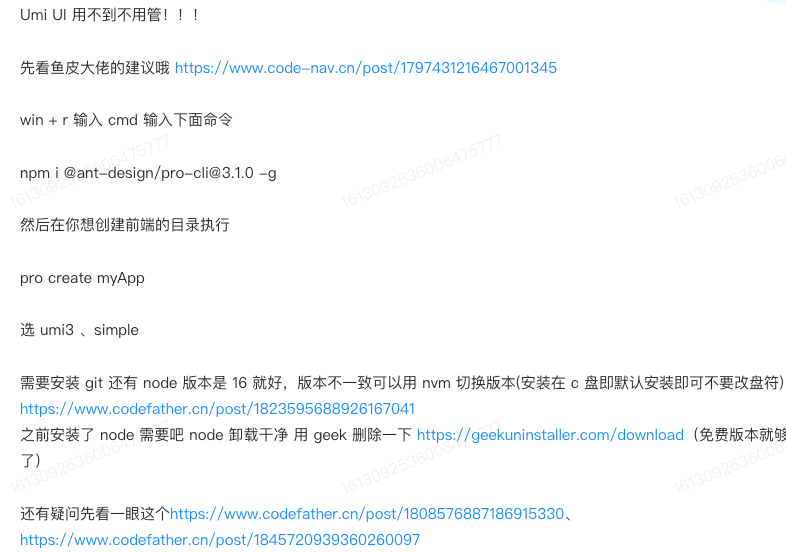 Umi UI 用不到不用管！！！
先看鱼皮大佬的建议哦 https://www.code-nav.cn/post/1797431216467001345
win + r 输入 cmd 输入下面命令
npm i @ant-design/pro-cli@3.1.0 -g
然后在你想创建前端的目录执行
pro create myApp
选 umi3 、simple
需要安装 git 还有 node 版本是 16 就好，版本不一致可以用 nvm 切换版本(安装在 c 盘即默认安装即可不要改盘符)
https://www.codefather.cn/post/1823595688926167041
之前安装了 node 需要吧 node 卸载干净 用 geek 删除一下 https://geekuninstaller.com/download（免费版本就够
了）
还有疑问先看一眼这个https://www.codefather.cn/post/1808576887186915330、
https://www.codefather.cn/post/1845720939360260097